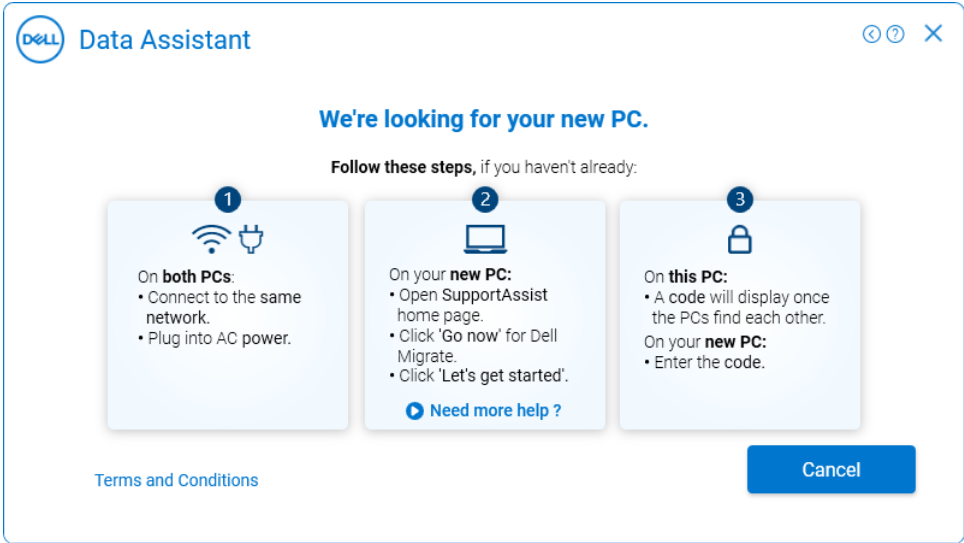 DELL Data Assistant
We're looking for your new PC.
Follow these steps, if you haven't already:
1
On both PCs:
• Connect to the same
network.
• Plug into AC power.
2
On your new PC:
• Open SupportAssist
home page.
• Click 'Go now' for Dell
Migrate.
• Click 'Let's get started'.
Need more help ?
3
On this PC:
• A code will display once
the PCs find each other.
On your new PC:
• Enter the code.
Terms and Conditions
Cancel